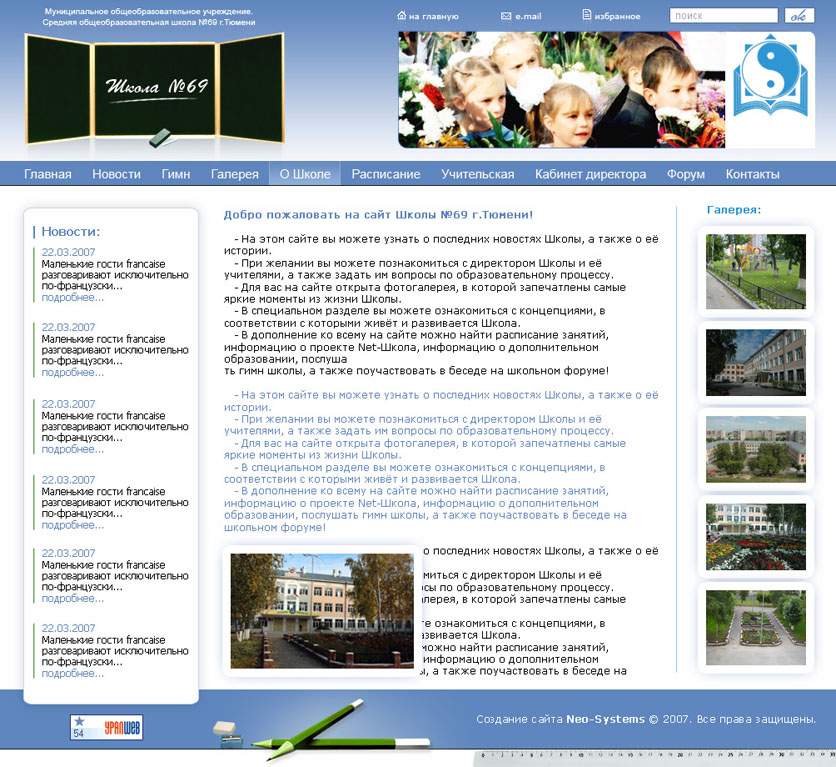 Муниципальное общеобразовательное учреждение.
Средняя общеобразовательная школа №69 г.Тюмени
на главную
e.mail
избранное
поиск
ok
Школа №69
Главная Новости Гимн Галерея О Школе Расписание Учительская Кабинет директора Форум Контакты
Новости:
22.03.2007
Маленькие гости francaise
разговаривают исключительно
по-французски...
подробнее...
22.03.2007
Маленькие гости francaise
разговаривают исключительно
по-французски...
подробнее...
22.03.2007
Маленькие гости francaise
разговаривают исключительно
по-французски...
подробнее...
22.03.2007
Маленькие гости francaise
разговаривают исключительно
по-французски...
подробнее...
22.03.2007
Маленькие гости francaise
разговаривают исключительно
по-французски...
подробнее...
22.03.2007
Маленькие гости francaise
разговаривают исключительно
по-французски...
подробнее...
Добро пожаловать на сайт Школы №69 г.Тюмени!
- На этом сайте вы можете узнать о последних новостях Школы, а также о её
истории.
- При желании вы можете познакомиться с директором Школы и её
учителями, а также задать им вопросы по образовательному процессу.
- Для вас на сайте открыта фотогалерея, в которой запечатлены самые
яркие моменты из жизни Школы.
- В специальном разделе вы можете ознакомиться с концепциями, в
соответствии с которыми живёт и развивается Школа.
- В дополнение ко всему на сайте можно найти расписание занятий,
информацию о проекте Net-Школа, информацию о дополнительном
образовании, послуша
ть гимн школы, а также поучаствовать в беседе на школьном форуме!
- На этом сайте вы можете узнать о последних новостях Школы, а также о её
истории.
- При желании вы можете познакомиться с директором Школы и её
учителями, а также задать им вопросы по образовательному процессу.
- Для вас на сайте открыта фотогалерея, в которой запечатлены самые
яркие моменты из жизни Школы.
- В специальном разделе вы можете ознакомиться с концепциями, в
соответствии с которыми живёт и развивается Школа.
- В дополнение ко всему на сайте можно найти расписание занятий,
информацию о проекте Net-Школа, информацию о дополнительном
образовании, послушать гимн школы, а также поучаствовать в беседе на
школьном форуме!
о последних новостях Школы, а также о её
миться с директором Школы и её
сы по образовательному процессу.
алерея, в которой запечатлены самые
те ознакомиться с концепциями, в
азвивается Школа.
можно найти расписание занятий,
информацию о дополнительном
ы, а также поучаствовать в беседе на
Галерея:
54
УРАЛWEB
Создание сайта Neo-Systems © 2007. Все права защищены.